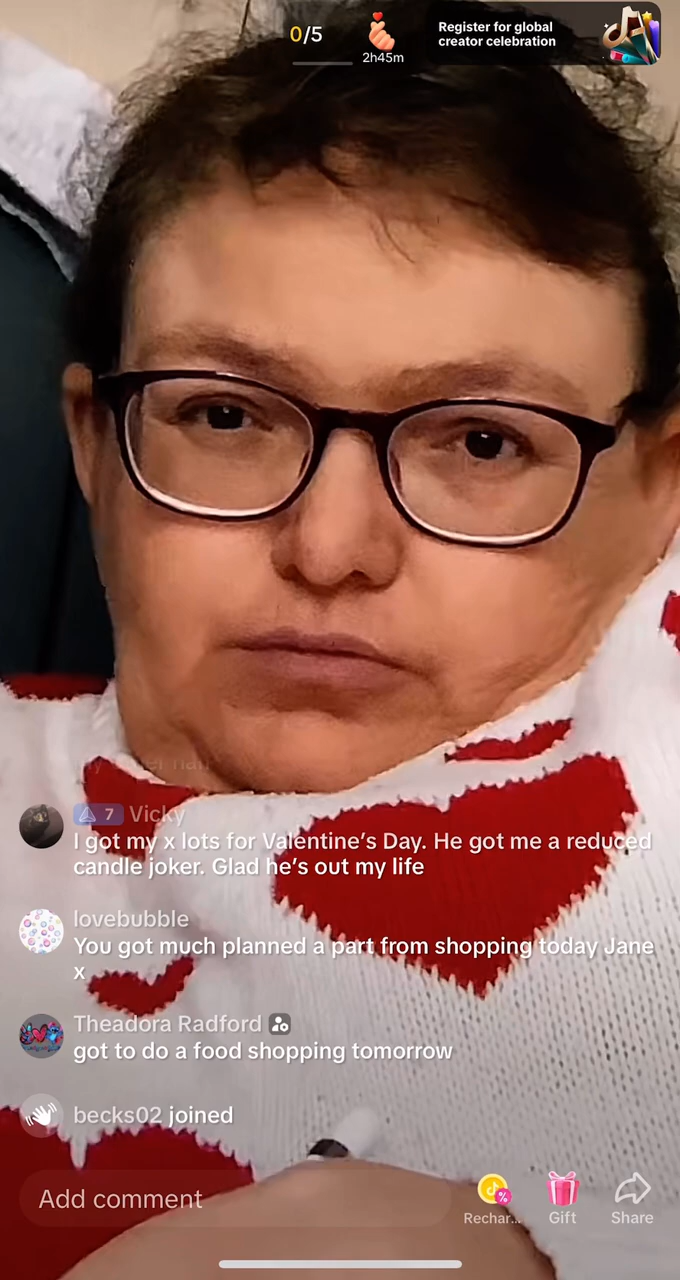 0/5
2h45m
Register for global
creator celebration
7 Vicky
I got my x lots for Valentine’s Day. He got me a reduced
candle joker. Glad he’s out my life
lovebubble
You got much planned a part from shopping today Jane
x
Theadora Radford
got to do a food shopping tomorrow
becks02 joined
Add comment
Rechar...
Gift
Share